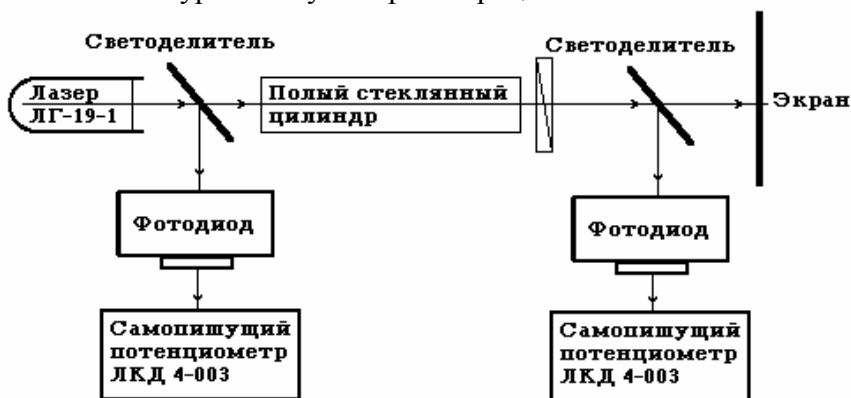 Светоделитель
Лазер
ЛГ-19-1
Полый стеклянный
цилиндр
Светоделитель
Экран
Фотодиод
Фотодиод
Самопишущий
потенциометр
ЛКД 4-003
Самопишущий
потенциометр
ЛКД 4-003